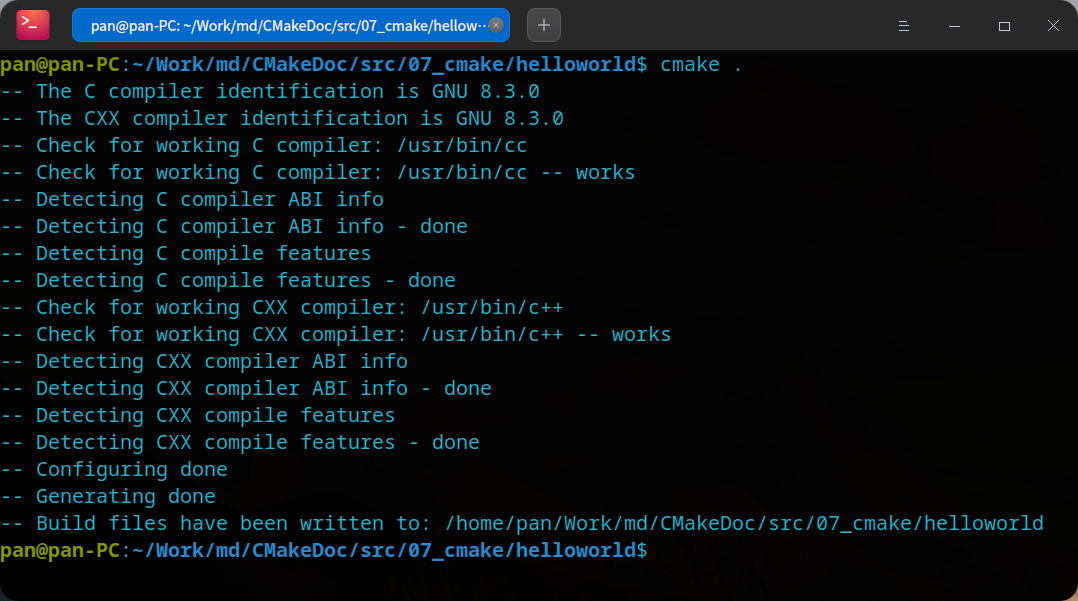 >_
pan@pan-PC: ~/Work/md/CMakeDoc/src/07_cmake/hellow···
pan@pan-PC:~/Work/md/CMakeDoc/src/07_cmake/helloworld$ cmake .
-- The C compiler identification is GNU 8.3.0
-- The CXX compiler identification is GNU 8.3.0
-- Check for working C compiler: /usr/bin/cc
-- Check for working C compiler: /usr/bin/cc -- works
-- Detecting C compiler ABI info
-- Detecting C compiler ABI info - done
-- Detecting C compile features
-- Detecting C compile features - done
-- Check for working CXX compiler: /usr/bin/c++
-- Check for working CXX compiler: /usr/bin/c++ -- works
-- Detecting CXX compiler ABI info
-- Detecting CXX compiler ABI info - done
-- Detecting CXX compile features
-- Detecting CXX compile features - done
-- Configuring done
-- Generating done
-- Build files have been written to: /home/pan/Work/md/CMakeDoc/src/07_cmake/helloworld
pan@pan-PC:~/Work/md/CMakeDoc/src/07_cmake/helloworld$